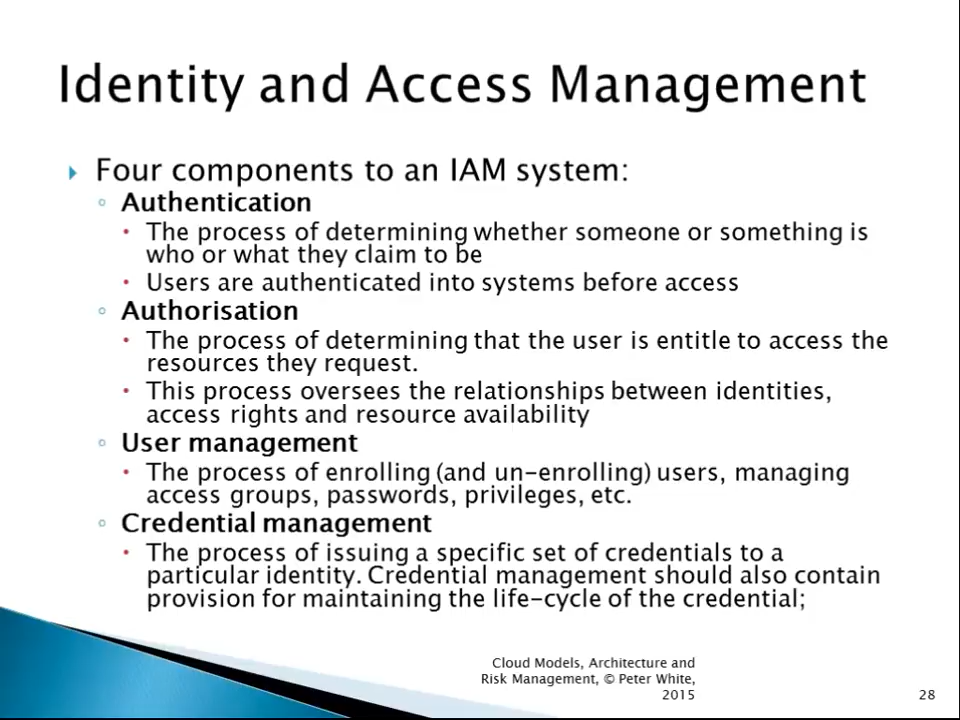 Identity and Access Management
Four components to an IAM system:
Authentication
The process of determining whether someone or something is
who or what they claim to be
Users are authenticated into systems before access
Authorisation
The process of determining that the user is entitle to access the
resources they request.
This process oversees the relationships between identities,
access rights and resource availability
User management
The process of enrolling (and un-enrolling) users, managing
access groups, passwords, privileges, etc.
Credential management
The process of issuing a specific set of credentials to a
particular identity. Credential management should also contain
provision for maintaining the life-cycle of the credential;
Cloud Models, Architecture and
Risk Management, © Peter White,
2015
28